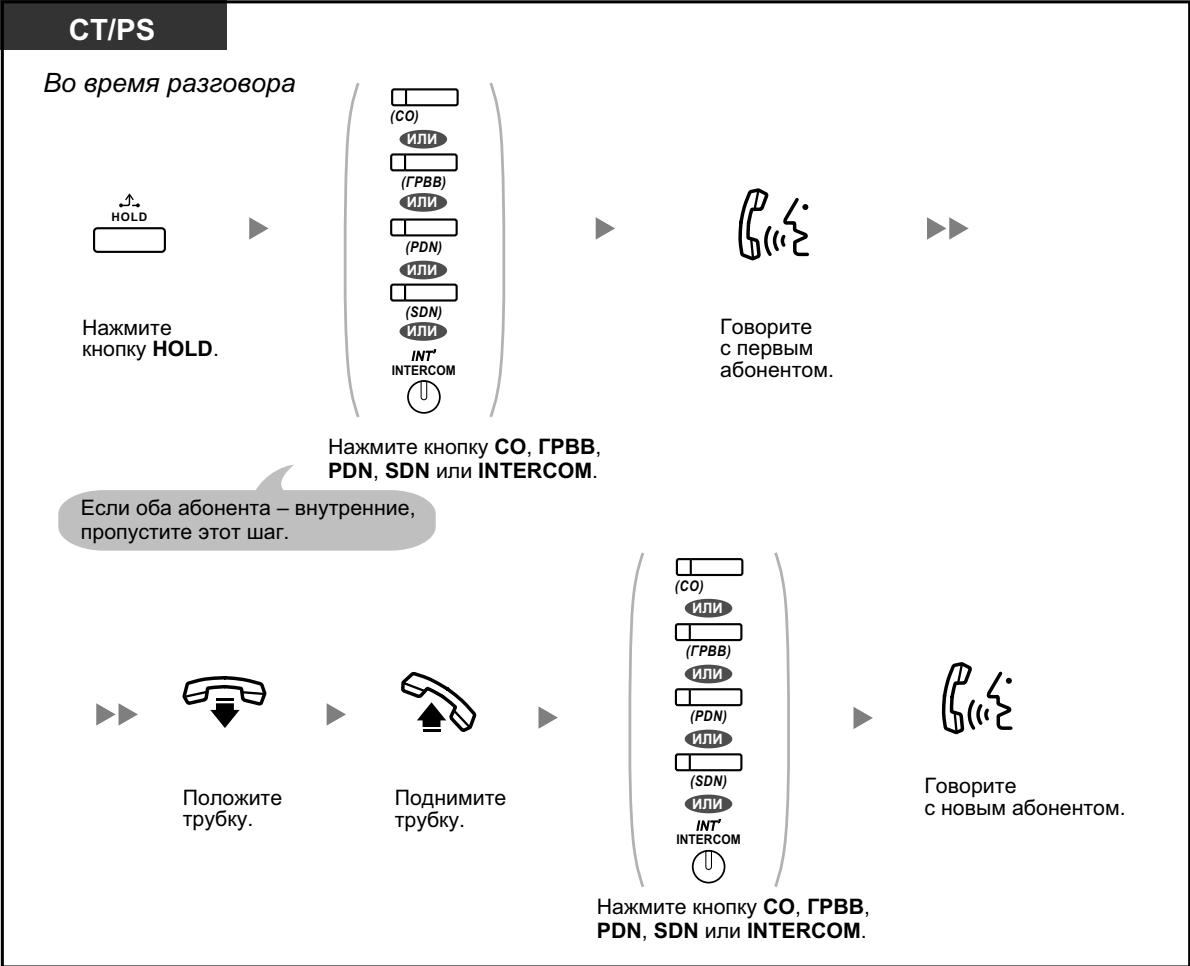 CT/PS
Во время разговора
HOLD
Нажмите
кнопку HOLD.
(CO)
ИЛИ
(ГРВВ)
ИЛИ
(PDN)
ИЛИ
(SDN)
ИЛИ
INT'
INTERCOM
Нажмите кнопку CO, ГРВВ,
PDN, SDN или INTERCOM.
Говорите
с первым
абонентом.
Если оба абонента – внутренние,
пропустите этот шаг.
Положите
трубку.
Поднимите
трубку.
(CO)
ИЛИ
(ГРВВ)
ИЛИ
(PDN)
ИЛИ
(SDN)
ИЛИ
INT'
INTERCOM
Нажмите кнопку CO, ГРВВ,
PDN, SDN или INTERCOM.
Говорите
с новым абонентом.